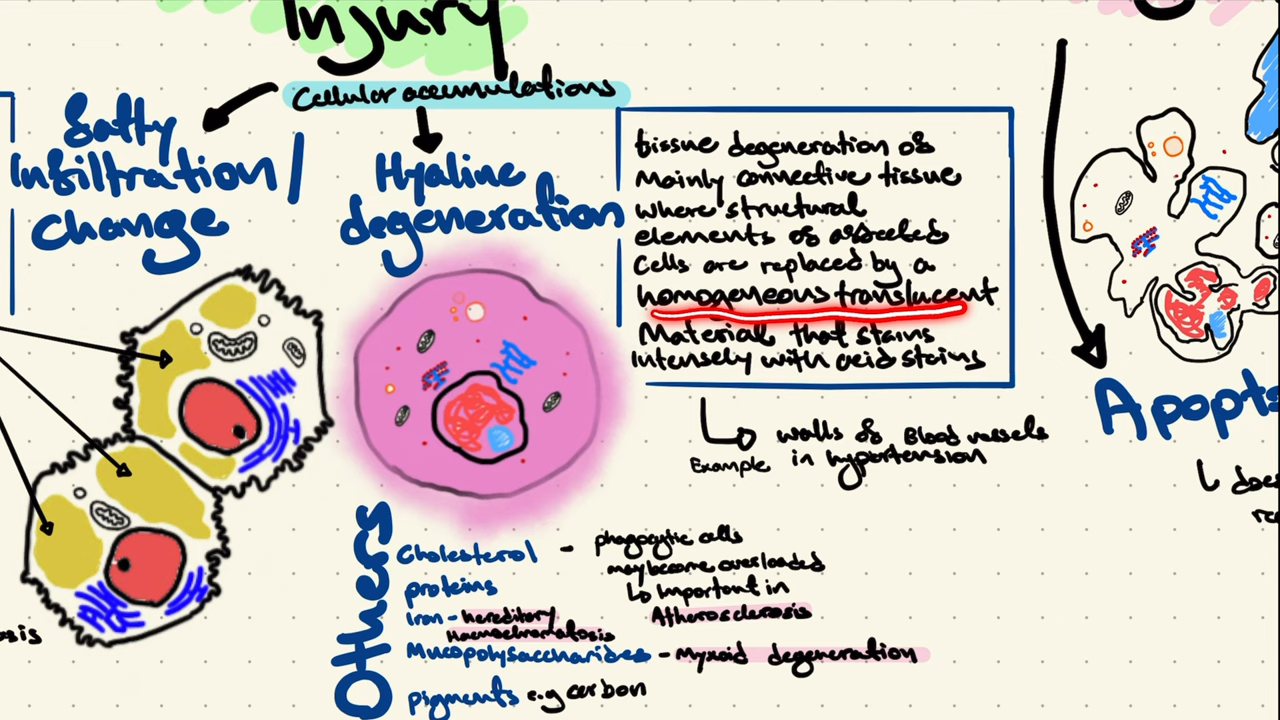 Injury
Cellular accumulations
fatty
Infiltration/
change
Hyaline
degeneration
tissue degeneration of
mainly connective tissue
where structural
elements of affected
cells are replaced by a
homogeneous translucent
Material that stains
Intensely with acid stains
Example
walls of Blood vessels
in hypertension
Others
Cholesterol - phagocytic cells
may become overloaded
Important in
Atherosclerosis
proteins
Iron - hereditory
Haemochromatosis
Mucopolysaccharides - myxoid degeneration
pigments e.g carbon
Apopt